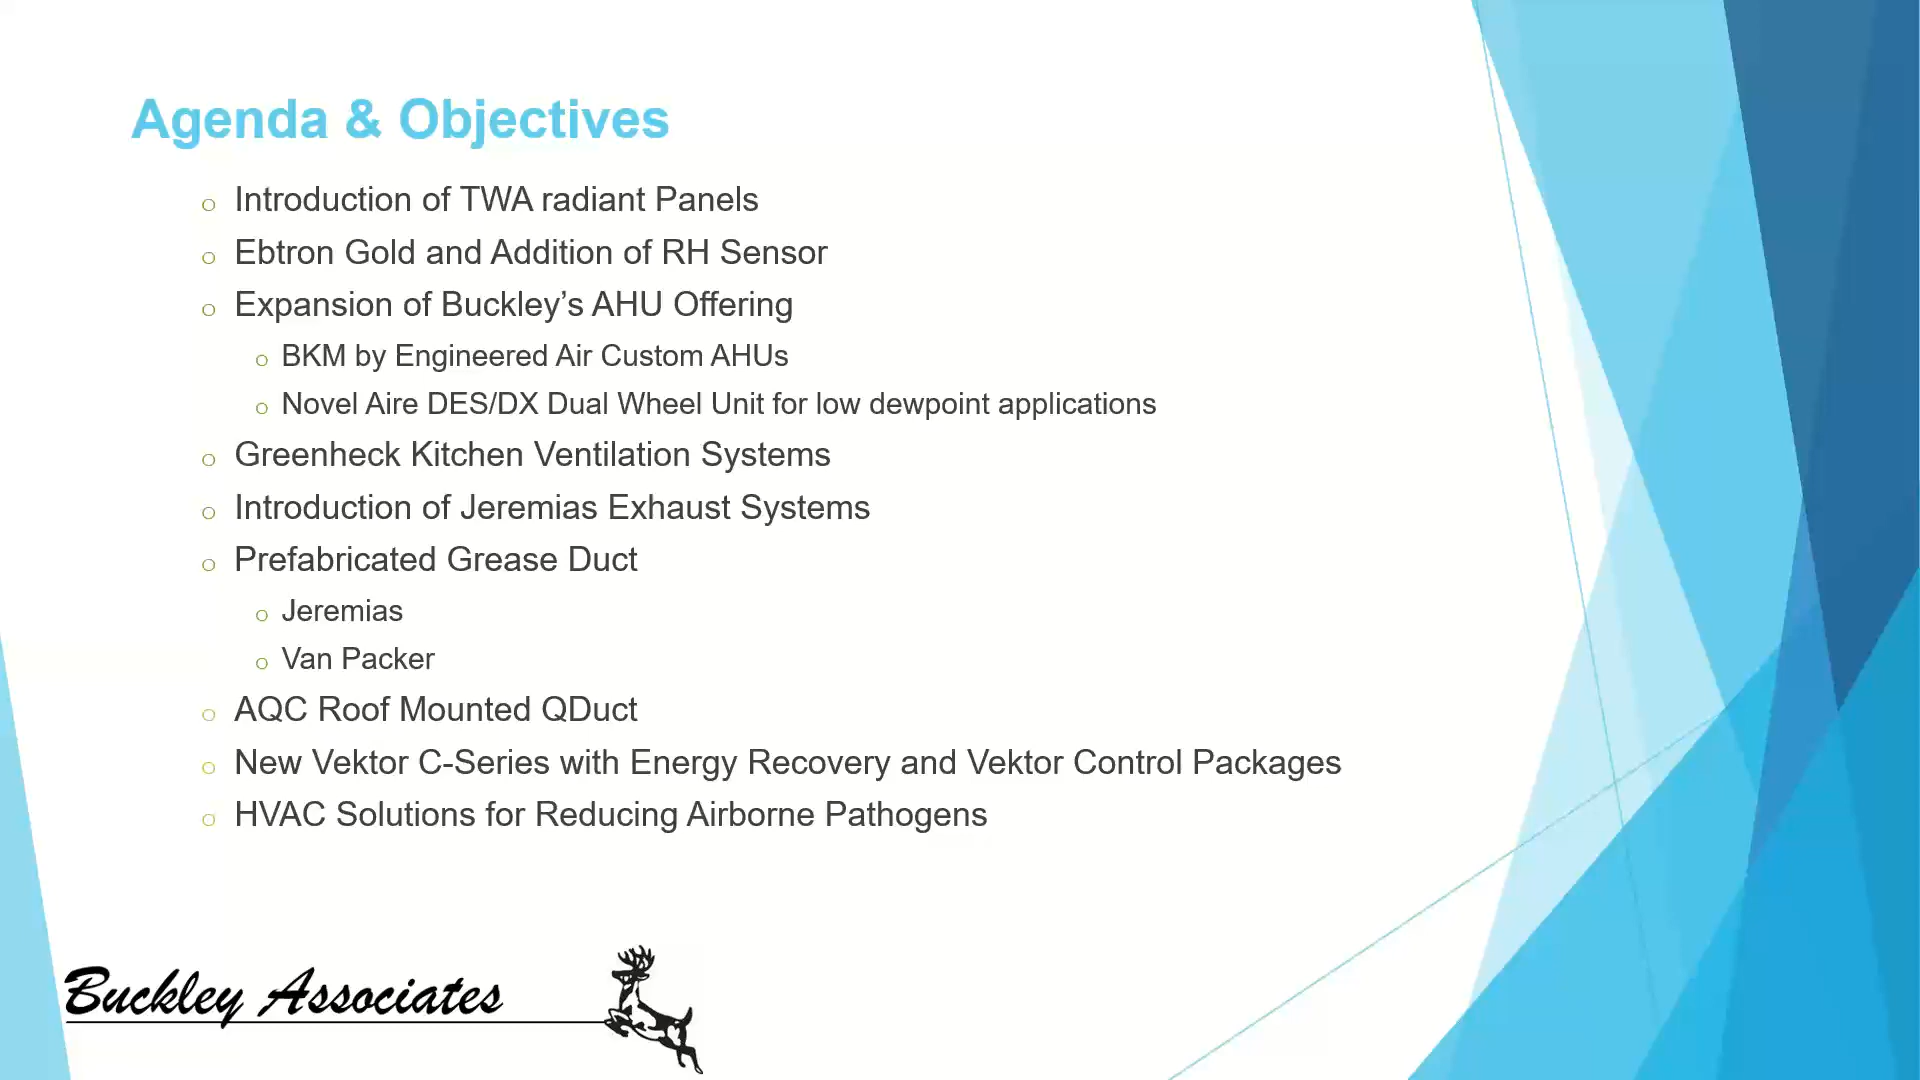 Agenda & Objectives
o Introduction of TWA radiant Panels
o Ebtron Gold and Addition of RH Sensor
o Expansion of Buckley’s AHU Offering
o BKM by Engineered Air Custom AHUs
o Novel Aire DES/DX Dual Wheel Unit for low dewpoint applications
o Greenheck Kitchen Ventilation Systems
o Introduction of Jeremias Exhaust Systems
o Prefabricated Grease Duct
o Jeremias
o Van Packer
o AQC Roof Mounted QDuct
o New Vektor C-Series with Energy Recovery and Vektor Control Packages
o HVAC Solutions for Reducing Airborne Pathogens
Buckley Associates